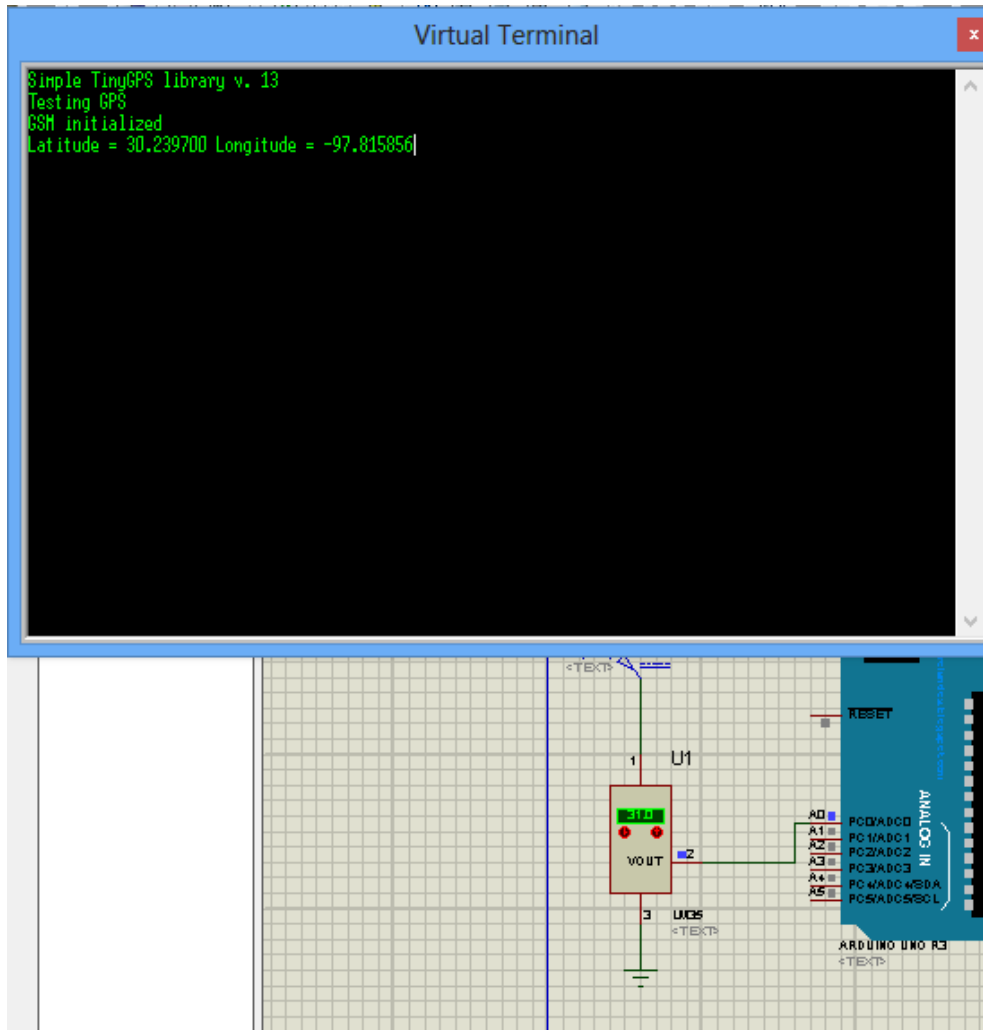 Virtual Terminal
x
Simple TinyGPS library v. 13
Testing GPS
GSM initialized
Latitude = 30.239700 Longitude = -97.815856
<TEXT>
RESET
1
U1
31.0
VOUT
2
3
LM35
<TEXT>
A0
A1
A2
A3
A4
A5
PC0/ADC0
PC1/ADC1
PC2/ADC2
PC3/ADC3
PC4/ADC4/SDA
PC5/ADC5/SCL
ANALOG IN
ARDUINO UNO R3
<TEXT>